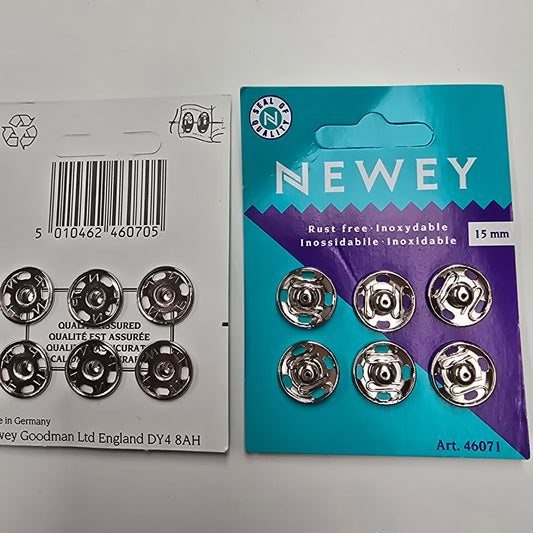 5 010462 460705
QUALITY ASSURED
QUALITÉ EST ASSURÉE
in Germany
Goodman Ltd England DY4 8AH
SEAL OF QUALITY
N
NEWEY
Rust free · Inoxydable
Inossidabile · Inoxidable
15 mm
Art. 46071